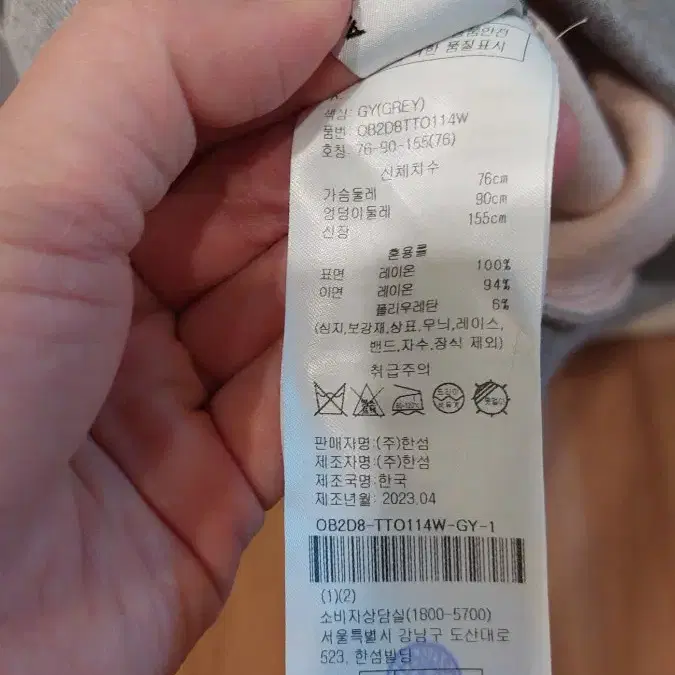 품질표시
색상: GY(GREY)
품번: OB2D8TTO114W
호칭: 76-90-155(76)
신체치수
가슴둘레 76cm
엉덩이둘레 90cm
신장 155cm
혼용률
표면 레이온 100%
이면 레이온 94%
폴리우레탄 6%
(심지,보강재,상표,무늬,레이스,
밴드,자수,장식 제외)
취급주의
드라이
판매자명:(주)한섬
제조자명:(주)한섬
제조국명:한국
제조년월: 2023.04
OB2D8-TTO114W-GY-1
(1)(2)
소비자상담실(1800-5700)
서울특별시 강남구 도산대로
523, 한섬빌딩